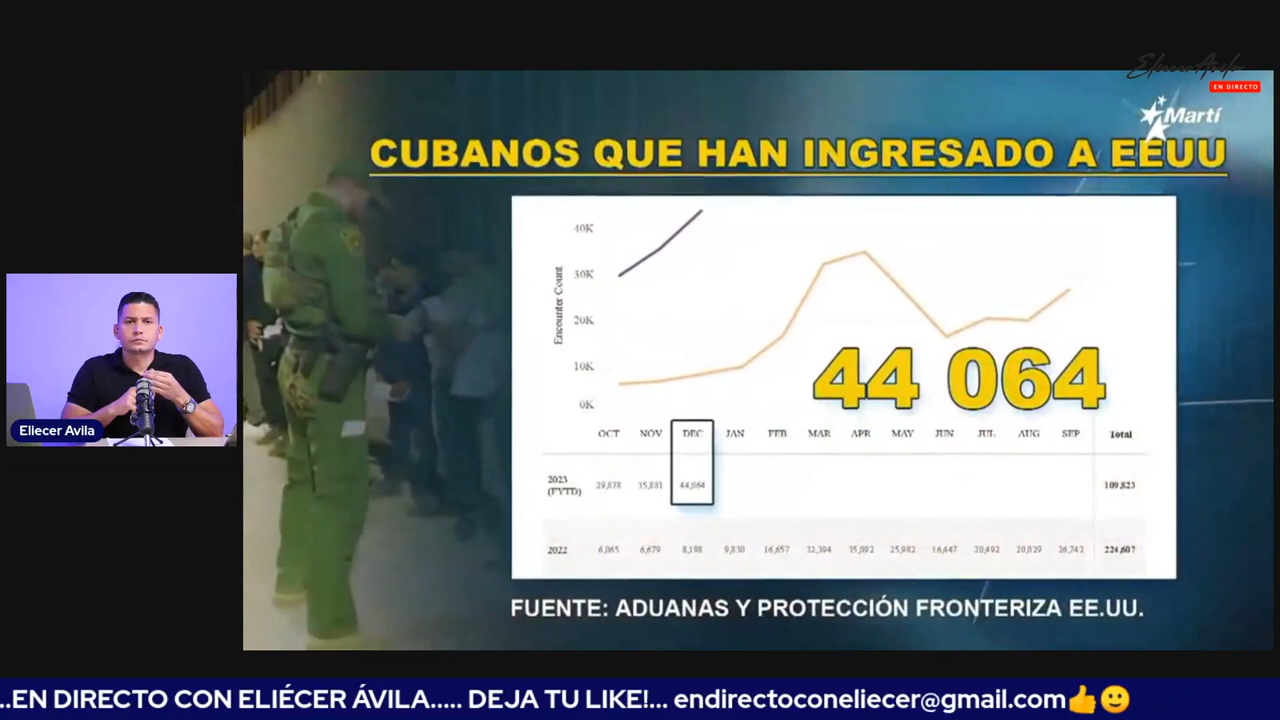 Eliécer Ávila
EN DIRECTO
Martí
CUBANOS QUE HAN INGRESADO A EEUU
40K
30K
20K
10K
0K
Encounter Count
44 064
OCT NOV DEC JAN FEB MAR APR MAY JUN JUL AUG SEP Total
2023 (FYTD) 29,878 35,881 44,064 109,823
2022 6,065 6,679 8,198 9,830 16,657 32,394 35,092 25,982 16,447 20,492 20,029 26,742 224,607
FUENTE: ADUANAS Y PROTECCIÓN FRONTERIZA EE.UU.
Eliecer Avila
..EN DIRECTO CON ELIÉCER ÁVILA..... DEJA TU LIKE!... endirectoconeliecer@gmail.com👍🙂